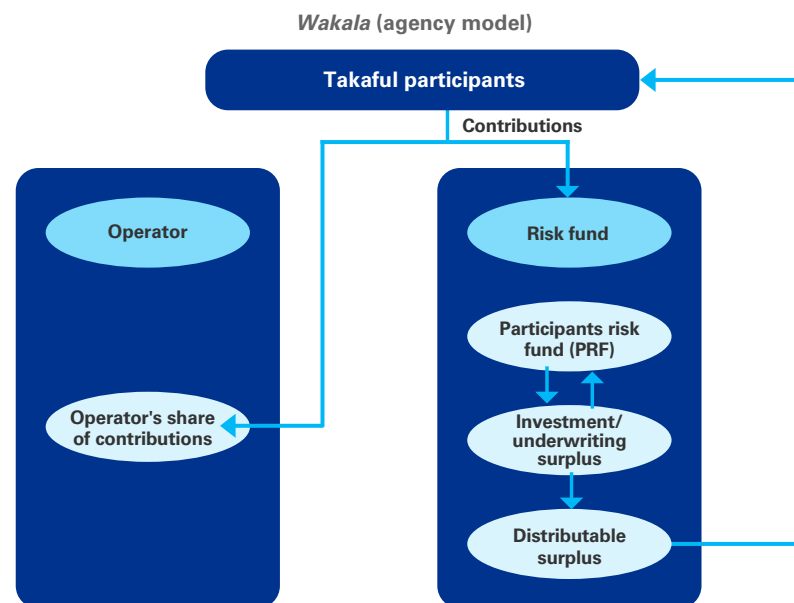 Wakala (agency model)
Takaful participants
Contributions
Operator
Operator's share
of contributions
Risk fund
Participants risk
fund (PRF)
Investment/
underwriting
surplus
Distributable
surplus